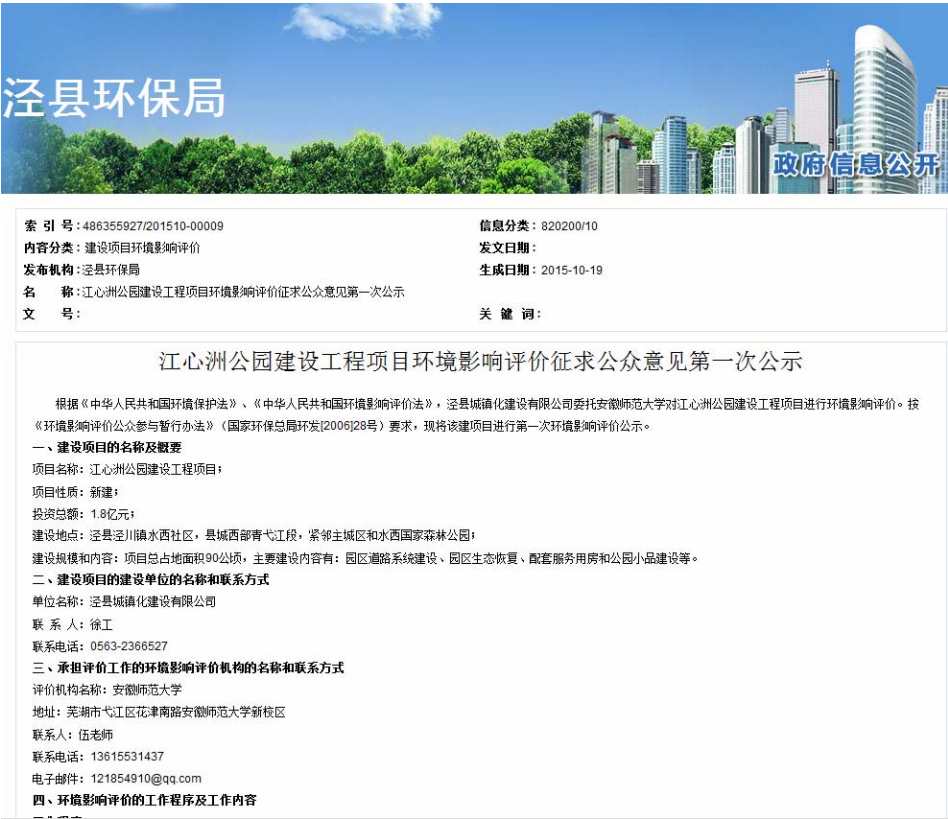 泾县环保局
政府信息公开
索 引 号：486355927/201510-00009 信息分类：820200/10
内容分类：建设项目环境影响评价 发文日期：
发布机构：泾县环保局 生成日期：2015-10-19
名 称：江心洲公园建设工程项目环境影响评价征求公众意见第一次公示
文 号： 关 键 词：
江心洲公园建设工程项目环境影响评价征求公众意见第一次公示
根据《中华人民共和国环境保护法》、《中华人民共和国环境影响评价法》，泾县城镇化建设有限公司委托安徽师范大学对江心洲公园建设工程项目进行环境影响评价。按
《环境影响评价公众参与暂行办法》（国家环保总局环发[2006]28号）要求，现将该建项目进行第一次环境影响评价公示。
一、建设项目的名称及概要
项目名称：江心洲公园建设工程项目；
项目性质：新建；
投资总额：1.8亿元；
建设地点：泾县泾川镇水西社区，县城西部青弋江段，紧邻主城区和水西国家森林公园；
建设规模和内容：项目总占地面积90公顷，主要建设内容有：园区道路系统建设、园区生态恢复、配套服务用房和公园小品建设等。
二、建设项目的建设单位的名称和联系方式
单位名称：泾县城镇化建设有限公司
联 系 人：徐工
联系电话：0563-2366527
三、承担评价工作的环境影响评价机构的名称和联系方式
评价机构名称：安徽师范大学
地址：芜湖市弋江区花津南路安徽师范大学新校区
联系人：伍老师
联系电话：13615531437
电子邮件：121854910@qq.com
四、环境影响评价的工作程序及工作内容